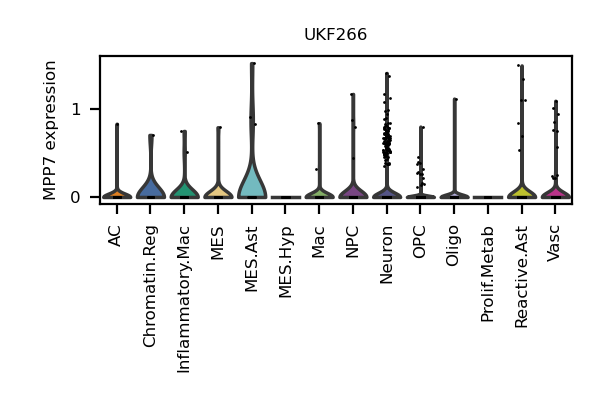 UKF266
MPP7 expression
1
0
AC
Chromatin.Reg
Inflammatory.Mac
MES
MES.Ast
MES.Hyp
Mac
NPC
Neuron
OPC
Oligo
Prolif.Metab
Reactive.Ast
Vasc